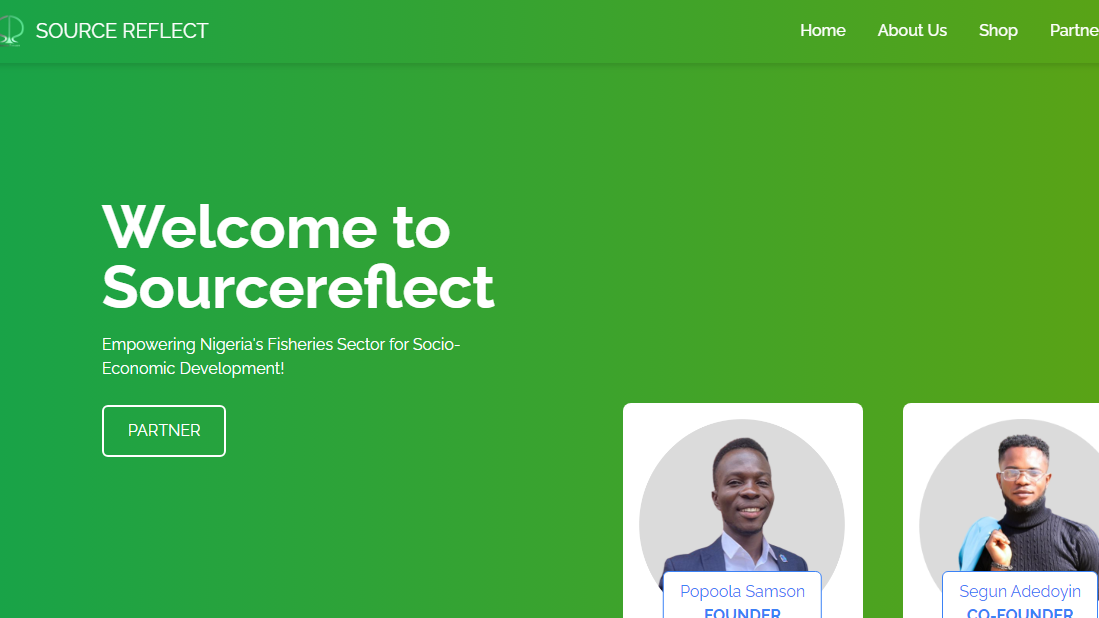 SOURCE REFLECT
Home About Us Shop Partne
Welcome to
Sourcereflect
Empowering Nigeria's Fisheries Sector for Socio-
Economic Development!
PARTNER
Popoola Samson
FOUNDER
Segun Adedoyin
CO-FOUNDER